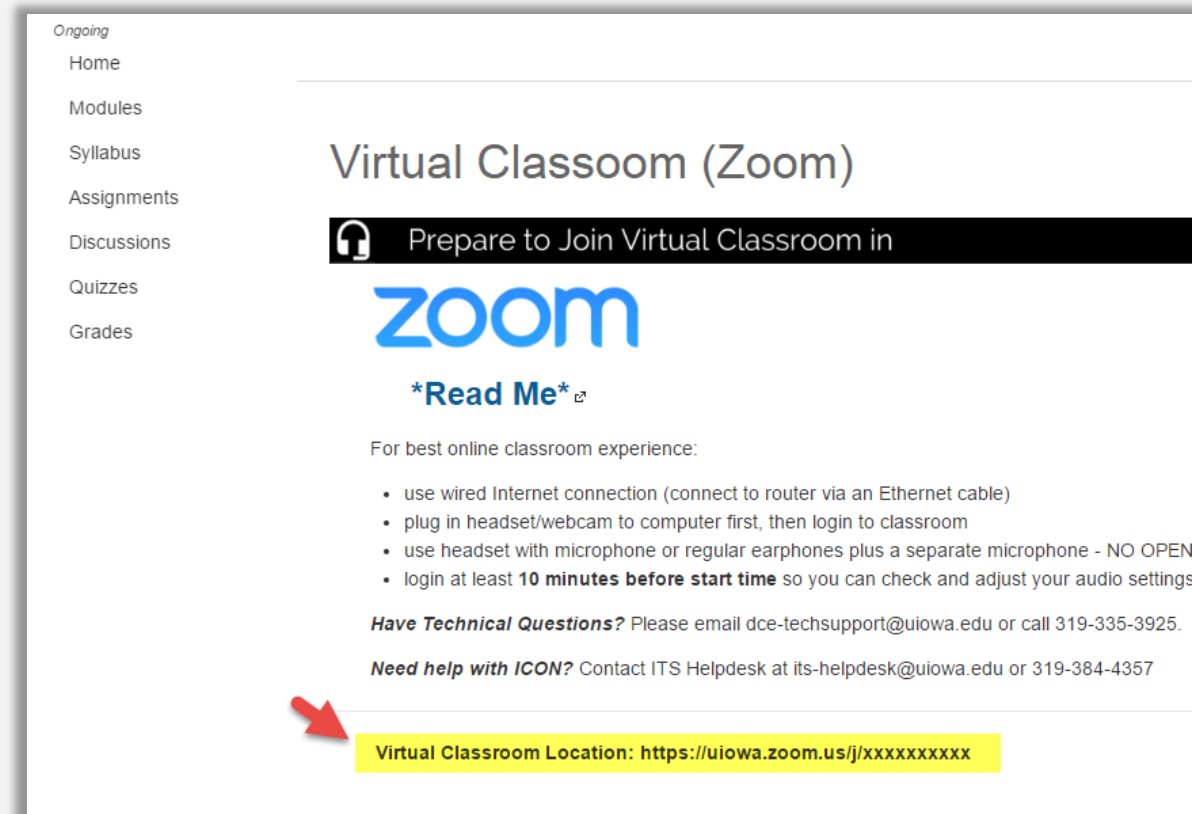 Ongoing
Home
Modules
Syllabus
Assignments
Discussions
Quizzes
Grades
Virtual Classoom (Zoom)
Prepare to Join Virtual Classroom in
zoom
*Read Me*
For best online classroom experience:
• use wired Internet connection (connect to router via an Ethernet cable)
• plug in headset/webcam to computer first, then login to classroom
• use headset with microphone or regular earphones plus a separate microphone - NO OPEN
• login at least 10 minutes before start time so you can check and adjust your audio settings
Have Technical Questions? Please email dce-techsupport@uiowa.edu or call 319-335-3925.
Need help with ICON? Contact ITS Helpdesk at its-helpdesk@uiowa.edu or 319-384-4357
Virtual Classroom Location: https://uiowa.zoom.us/j/xxxxxxxxxx